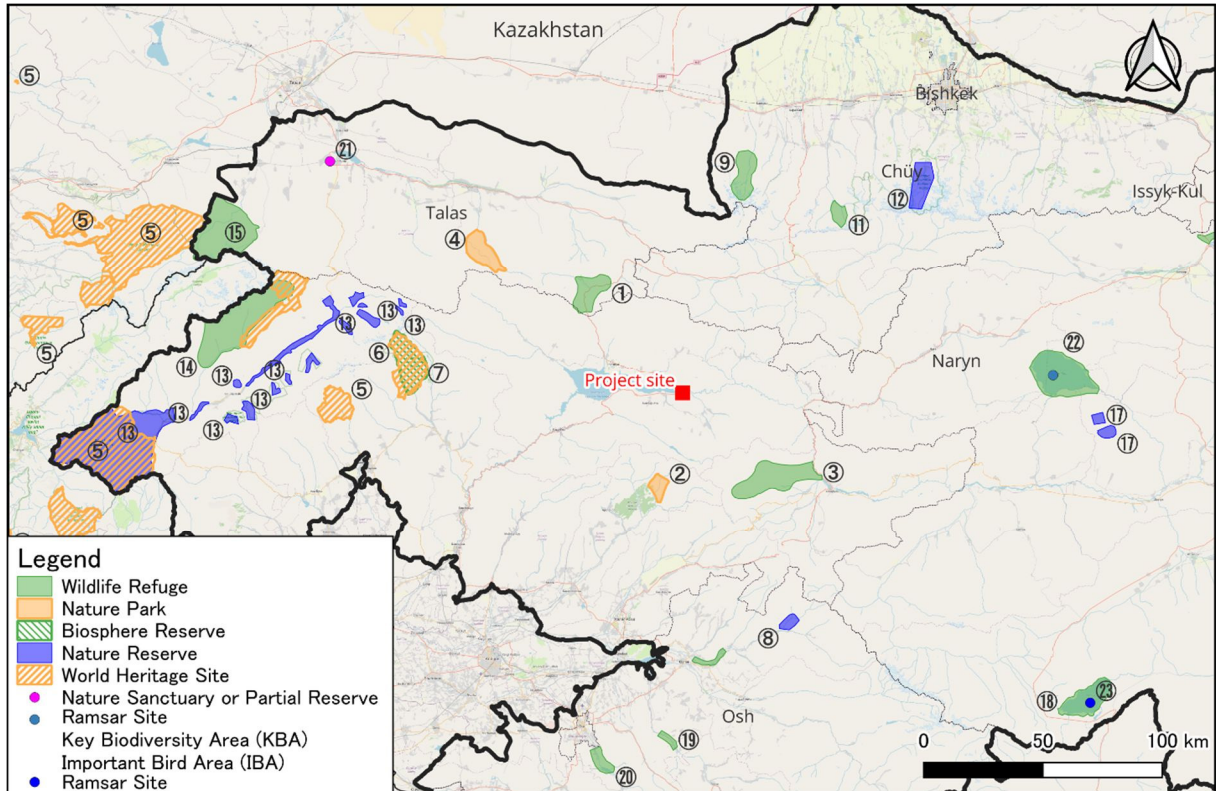 Kazakhstan
⑤
Bishkek
㉑
⑨
Chüy
⑫
Issyk-Kul
⑤
⑤
⑮
Talas
④
⑪
①
⑬
⑬
⑬
㉒
Naryn
⑤
⑭
⑥
⑦
⑬
⑬
Project site
⑤
⑬
⑬
⑬
⑰
⑰
⑤
⑬
②
③
Legend
Wildlife Refuge
Nature Park
Biosphere Reserve
Nature Reserve
World Heritage Site
Nature Sanctuary or Partial Reserve
Ramsar Site
Key Biodiversity Area (KBA)
Important Bird Area (IBA)
Ramsar Site
⑧
⑱
㉓
Osh
⑲
⑳
0 50 100 km